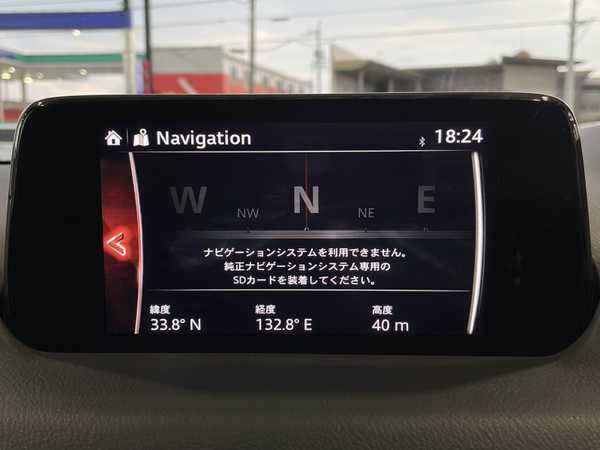 Navigation
18:24
W NW N NE E
ナビゲーションシステムを利用できません。
純正ナビゲーションシステム専用の
SDカードを装着してください。
緯度 経度 高度
33.8° N 132.8° E 40 m